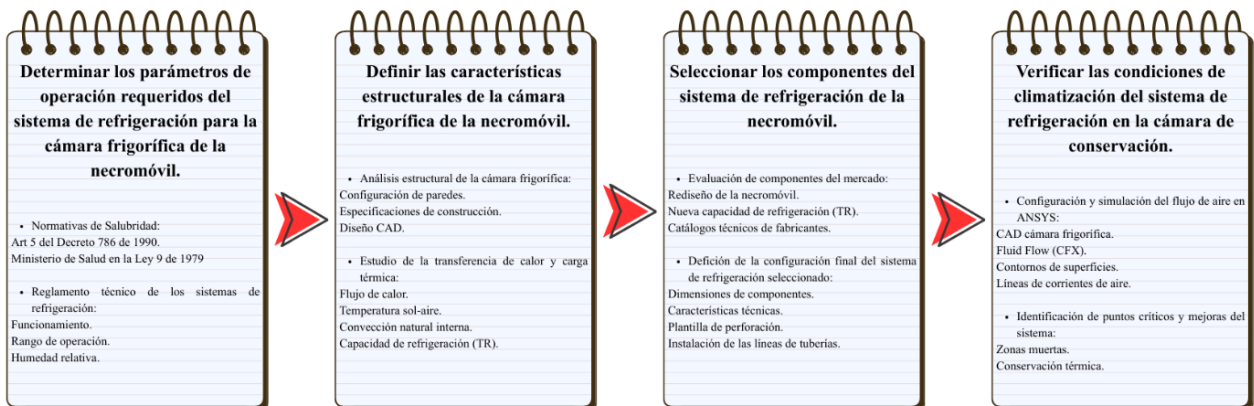 Determinar los parámetros de
operación requeridos del
sistema de refrigeración para la
cámara frigorífica de la
necromóvil.
• Normativas de Salubridad:
Art 5 del Decreto 786 de 1990.
Ministerio de Salud en la Ley 9 de 1979
• Reglamento técnico de los sistemas de
refrigeración:
Funcionamiento.
Rango de operación.
Humedad relativa.
Definir las características
estructurales de la cámara
frigorífica de la necromóvil.
• Análisis estructural de la cámara frigorífica:
Configuración de paredes.
Especificaciones de construcción.
Diseño CAD.
• Estudio de la transferencia de calor y carga
térmica:
Flujo de calor.
Temperatura sol-aire.
Convección natural interna.
Capacidad de refrigeración (TR).
Seleccionar los componentes del
sistema de refrigeración de la
necromóvil.
• Evaluación de componentes del mercado:
Rediseño de la necromóvil.
Nueva capacidad de refrigeración (TR).
Catálogos técnicos de fabricantes.
• Defición de la configuración final del sistema
de refrigeración seleccionado:
Dimensiones de componentes.
Características técnicas.
Plantilla de perforación.
Instalación de las líneas de tuberías.
Verificar las condiciones de
climatización del sistema de
refrigeración en la cámara de
conservación.
• Configuración y simulación del flujo de aire en
ANSYS:
CAD cámara frigorífica.
Fluid Flow (CFX).
Contornos de superficies.
Líneas de corrientes de aire.
• Identificación de puntos críticos y mejoras del
sistema:
Zonas muertas.
Conservación térmica.